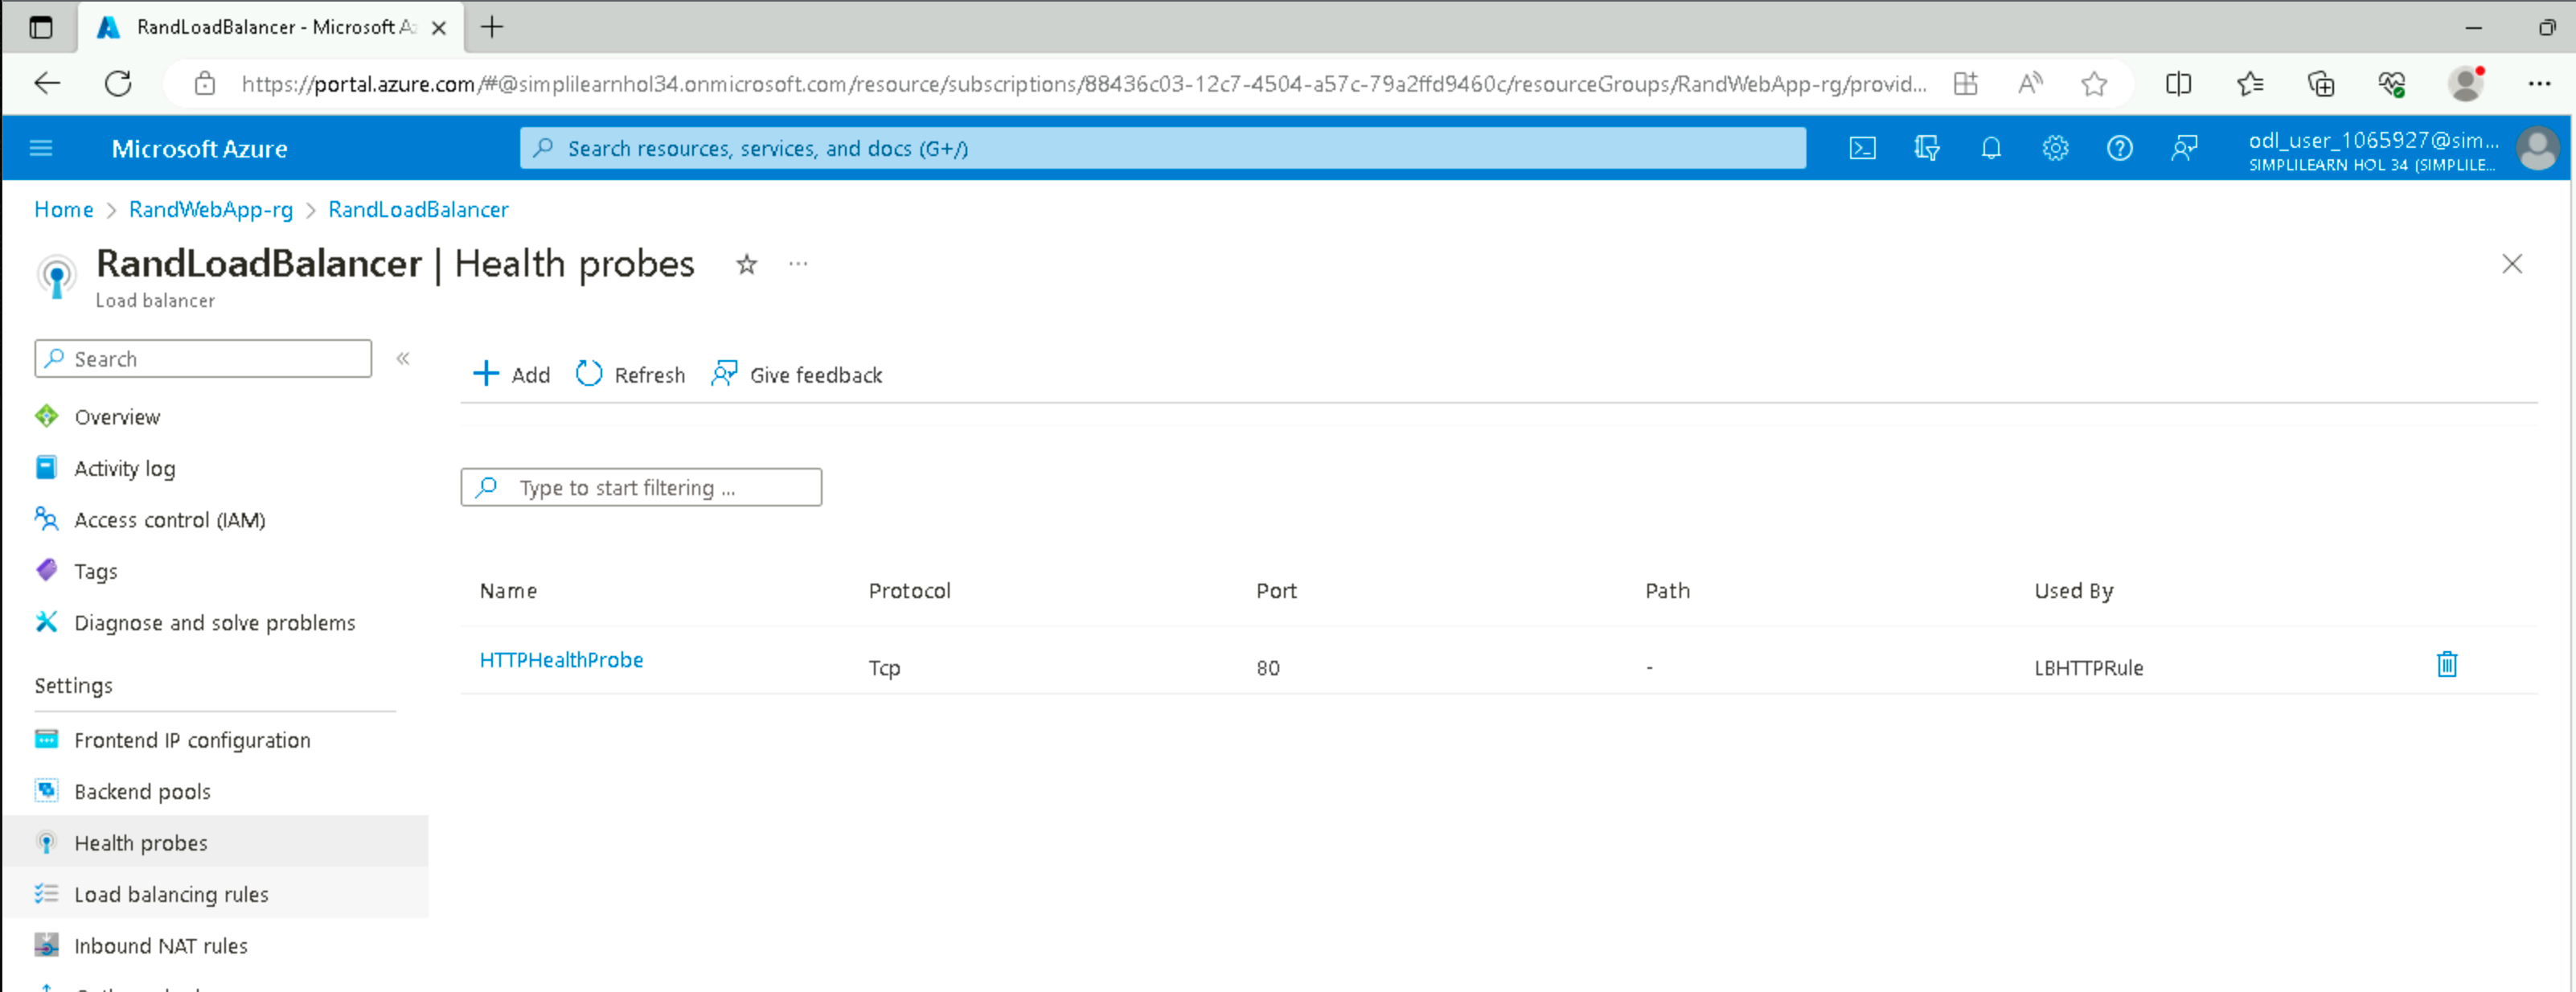 RandLoadBalancer - Microsoft A
https://portal.azure.com/#@simplilearnhol34.onmicrosoft.com/resource/subscriptions/88436c03-12c7-4504-a57c-79a2ffd9460c/resourceGroups/RandWebApp-rg/provid...
Microsoft Azure
Search resources, services, and docs (G+/)
odl_user_1065927@sim...
SIMPLILEARN HOL 34 (SIMPLILE...
Home > RandWebApp-rg > RandLoadBalancer
RandLoadBalancer | Health probes
Load balancer
Search
Add Refresh Give feedback
Overview
Activity log
Access control (IAM)
Tags
Diagnose and solve problems
Settings
Frontend IP configuration
Backend pools
Health probes
Load balancing rules
Inbound NAT rules
Type to start filtering ...
Name Protocol Port Path Used By
HTTPHealthProbe Tcp 80 - LBHTTPRule